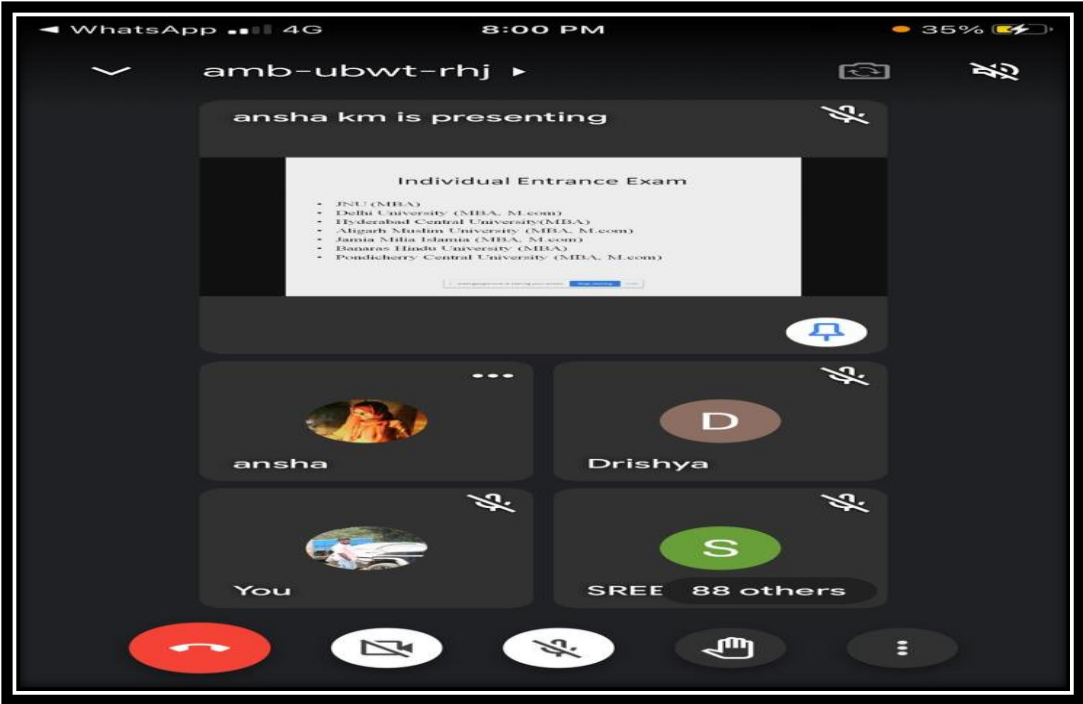 WhatsApp 4G 8:00 PM 35%
amb-ubwt-rhj
ansha km is presenting
Individual Entrance Exam
• JNU (MBA)
• Delhi University (MBA, M.com)
• Hyderabad Central University(MBA)
• Aligarh Muslim University (MBA, M.com)
• Jamia Milia Islamia (MBA, M.com)
• Banaras Hindu University (MBA)
• Pondicherry Central University (MBA, M.com)
Stop sharing
D
ansha Drishya
S
You SREE 88 others